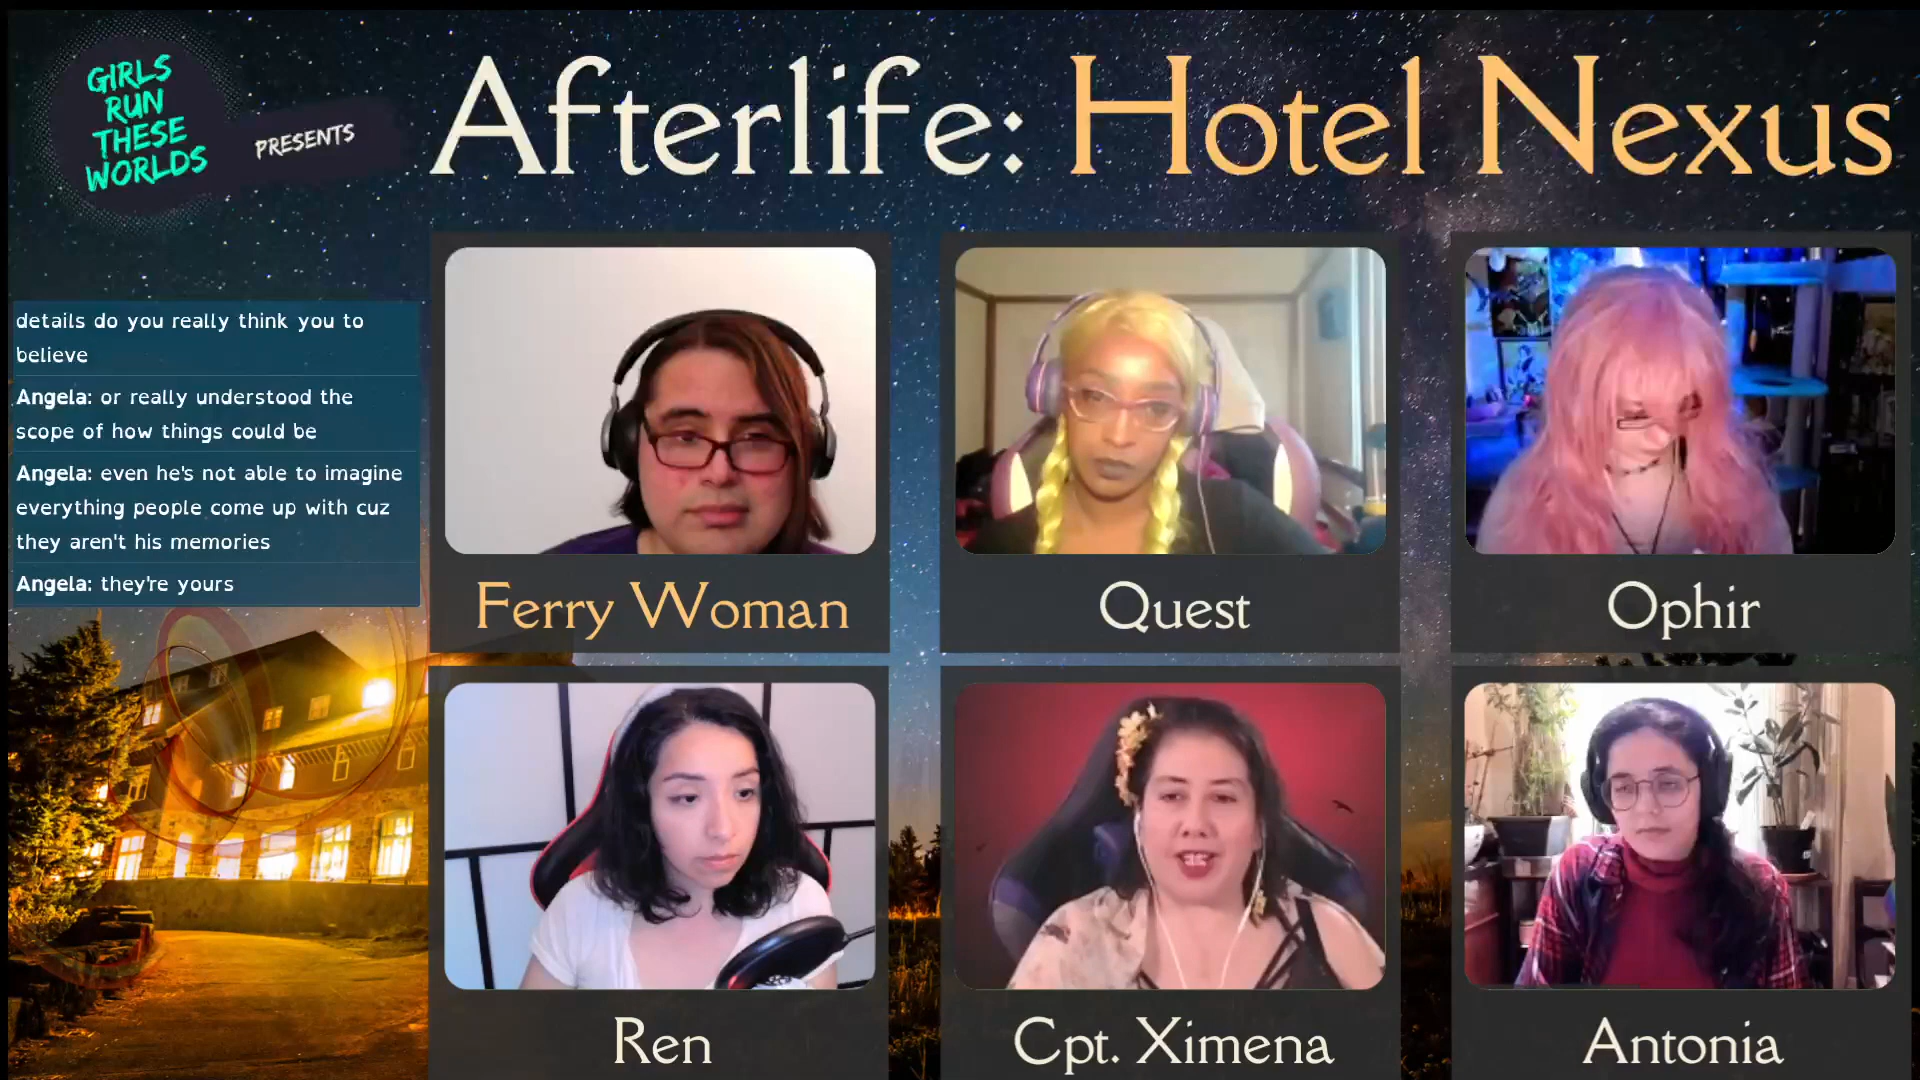 GIRLS
RUN
THESE
WORLDS
PRESENTS
Afterlife: Hotel Nexus
details do you really think you to
believe
Angela: or really understood the
scope of how things could be
Angela: even he's not able to imagine
everything people come up with cuz
they aren't his memories
Angela: they're yours
Ferry Woman
Quest
Ophir
Ren
Cpt. Ximena
Antonia